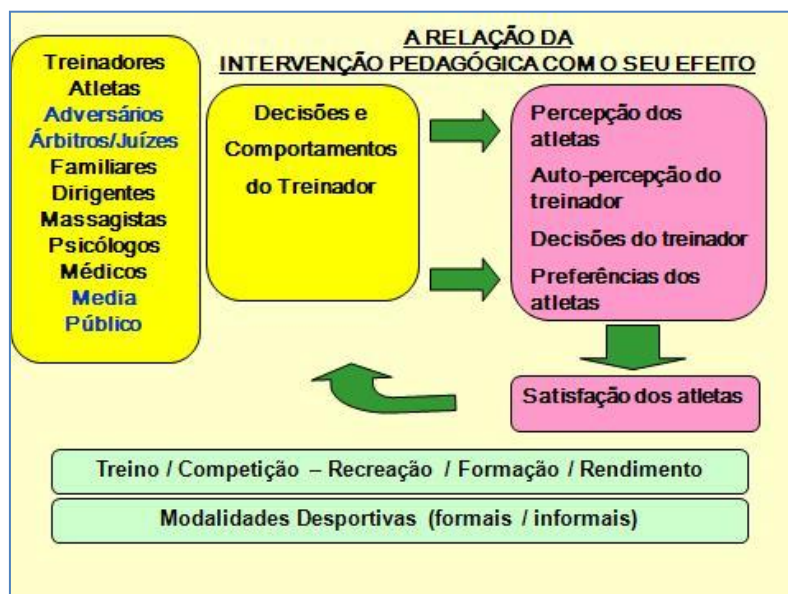 A RELAÇÃO DA
INTERVENÇÃO PEDAGÓGICA COM O SEU EFEITO
Treinadores
Atletas
Adversários
Árbitros/Juízes
Familiares
Dirigentes
Massagistas
Psicólogos
Médicos
Media
Público
Decisões e
Comportamentos
do Treinador
Percepção dos
atletas
Auto-percepção do
treinador
Decisões do treinador
Preferências dos
atletas
Satisfação dos atletas
Treino / Competição – Recreação / Formação / Rendimento
Modalidades Desportivas (formais / informais)